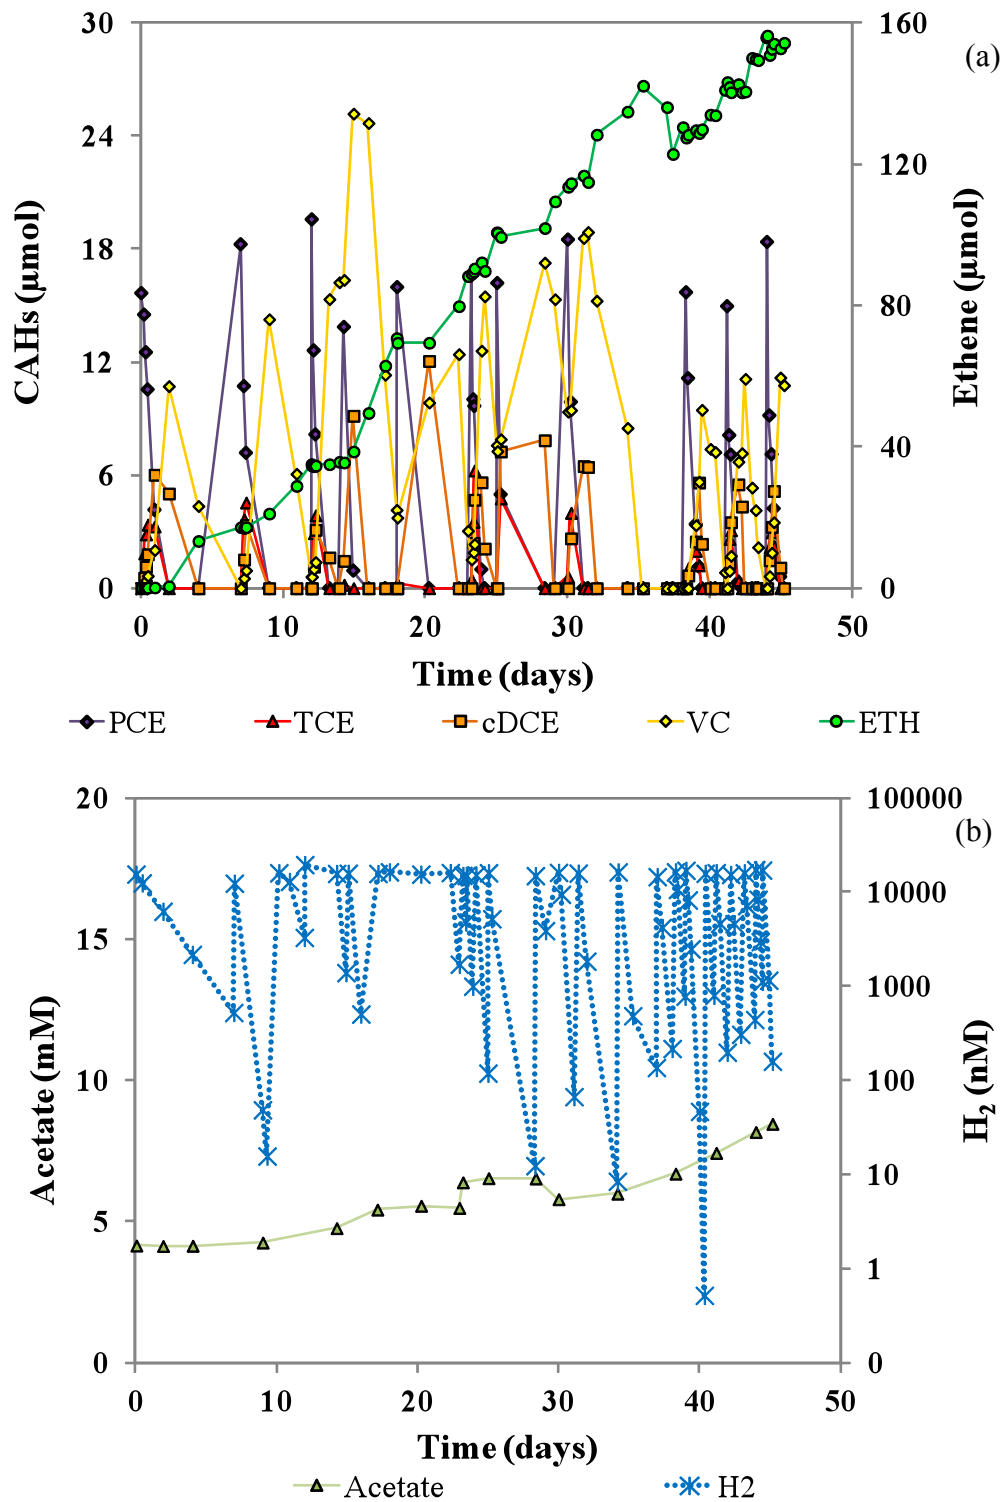 30
24
18
12
6
0
CAHs (µmol)
160
120
80
40
0
Ethene (µmol)
(a)
0 10 20 30 40 50
Time (days)
PCE TCE cDCE VC ETH
20
15
10
5
0
Acetate (mM)
100000
10000
1000
100
10
1
0
H2 (nM)
(b)
0 10 20 30 40 50
Time (days)
Acetate H2